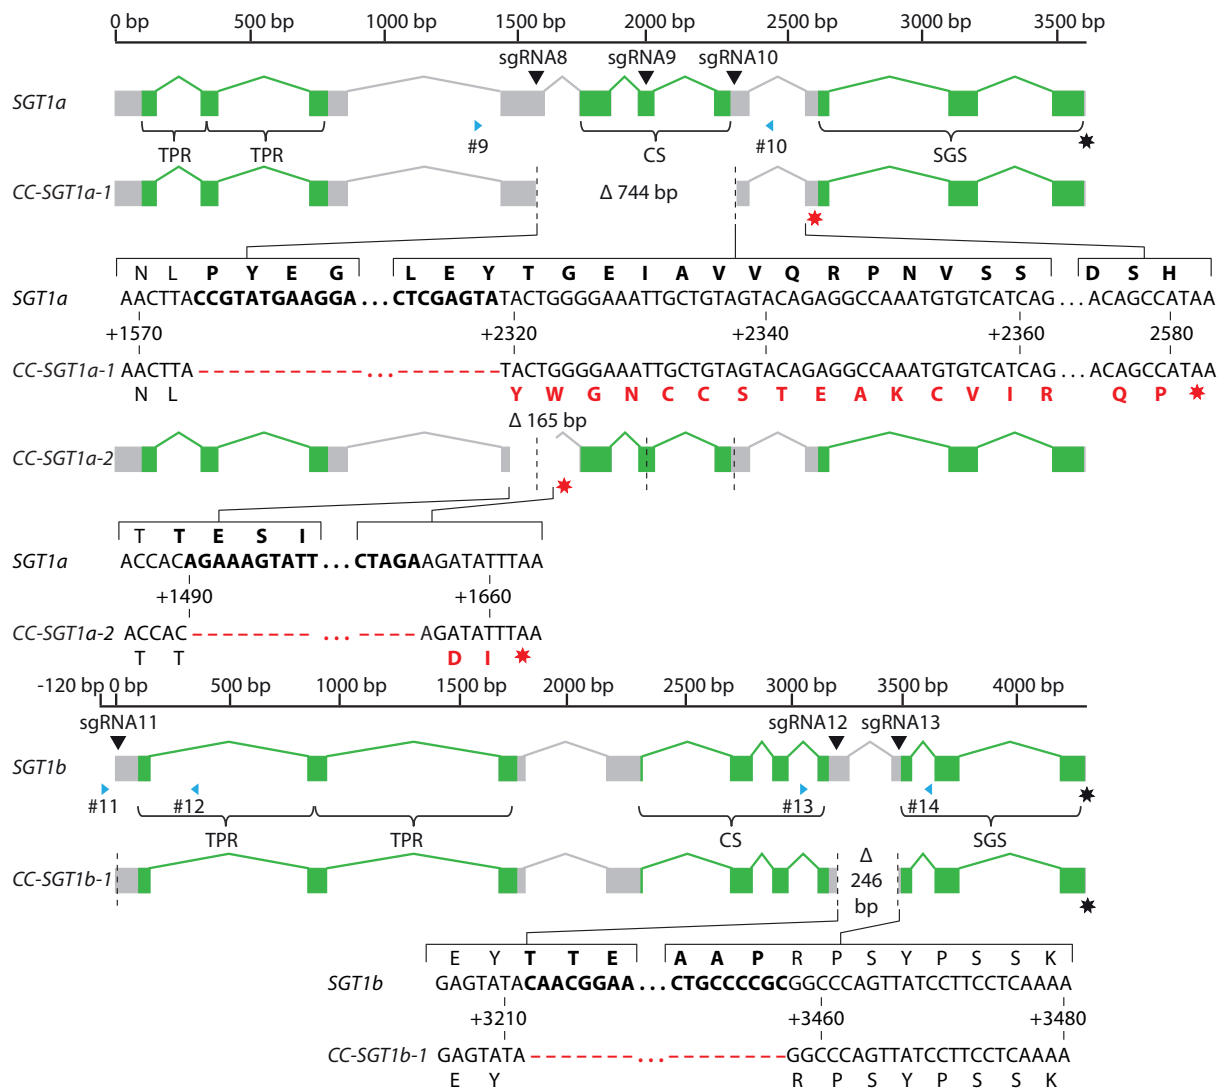 0 bp 500 bp 1000 bp 1500 bp 2000 bp 2500 bp 3000 bp 3500 bp
sgRNA8 sgRNA9 sgRNA10
SGT1a
#9 #10
TPR TPR CS SGS
CC-SGT1a-1 Δ 744 bp
N L P Y E G L E Y T G E I A V V Q R P N V S S D S H
SGT1a AACTTACCGTATGAAGGA...CTCGAGTATACTGGGGAAATTGCTGTAGTACAGAGGCCAAATGTGTCATCAG...ACAGCCATAA
+1570 +2320 +2340 +2360 2580
CC-SGT1a-1 AACTTA ... TACTGGGGAAATTGCTGTAGTACAGAGGCCAAATGTGTCATCAG...ACAGCCATAA
N L Y W G N C C S T E A K C V I R Q P
Δ 165 bp
CC-SGT1a-2
T T E S I
SGT1a ACCACAGAAAGTATT...CTAGAAGATATTTAA
+1490 +1660
CC-SGT1a-2 ACCAC ... AGATATTTAA
T T D I
-120 bp 0 bp 500 bp 1000 bp 1500 bp 2000 bp 2500 bp 3000 bp 3500 bp 4000 bp
sgRNA11 sgRNA12 sgRNA13
SGT1b
#11 #12 #13 #14
TPR TPR CS SGS
CC-SGT1b-1 Δ
246
bp
E Y T T E A A P R P S Y P S S K
SGT1b GAGTATACAACGGAA...CTGCCCCGCGGCCCAGTTATCCTTCCTCAAAA
+3210 +3460 +3480
CC-SGT1b-1 GAGTATA ... GGCCCAGTTATCCTTCCTCAAAA
E Y R P S Y P S S K